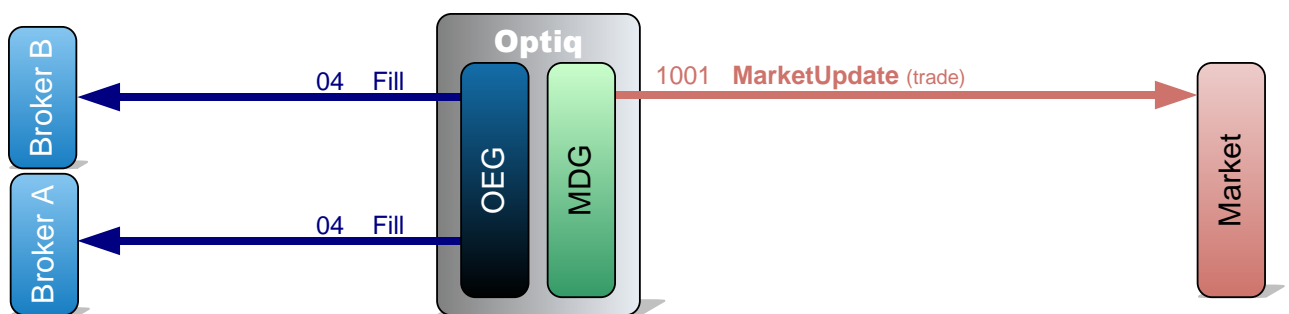 Optiq
Broker B
04 Fill
1001 MarketUpdate (trade)
OEG
MDG
Market
Broker A
04 Fill